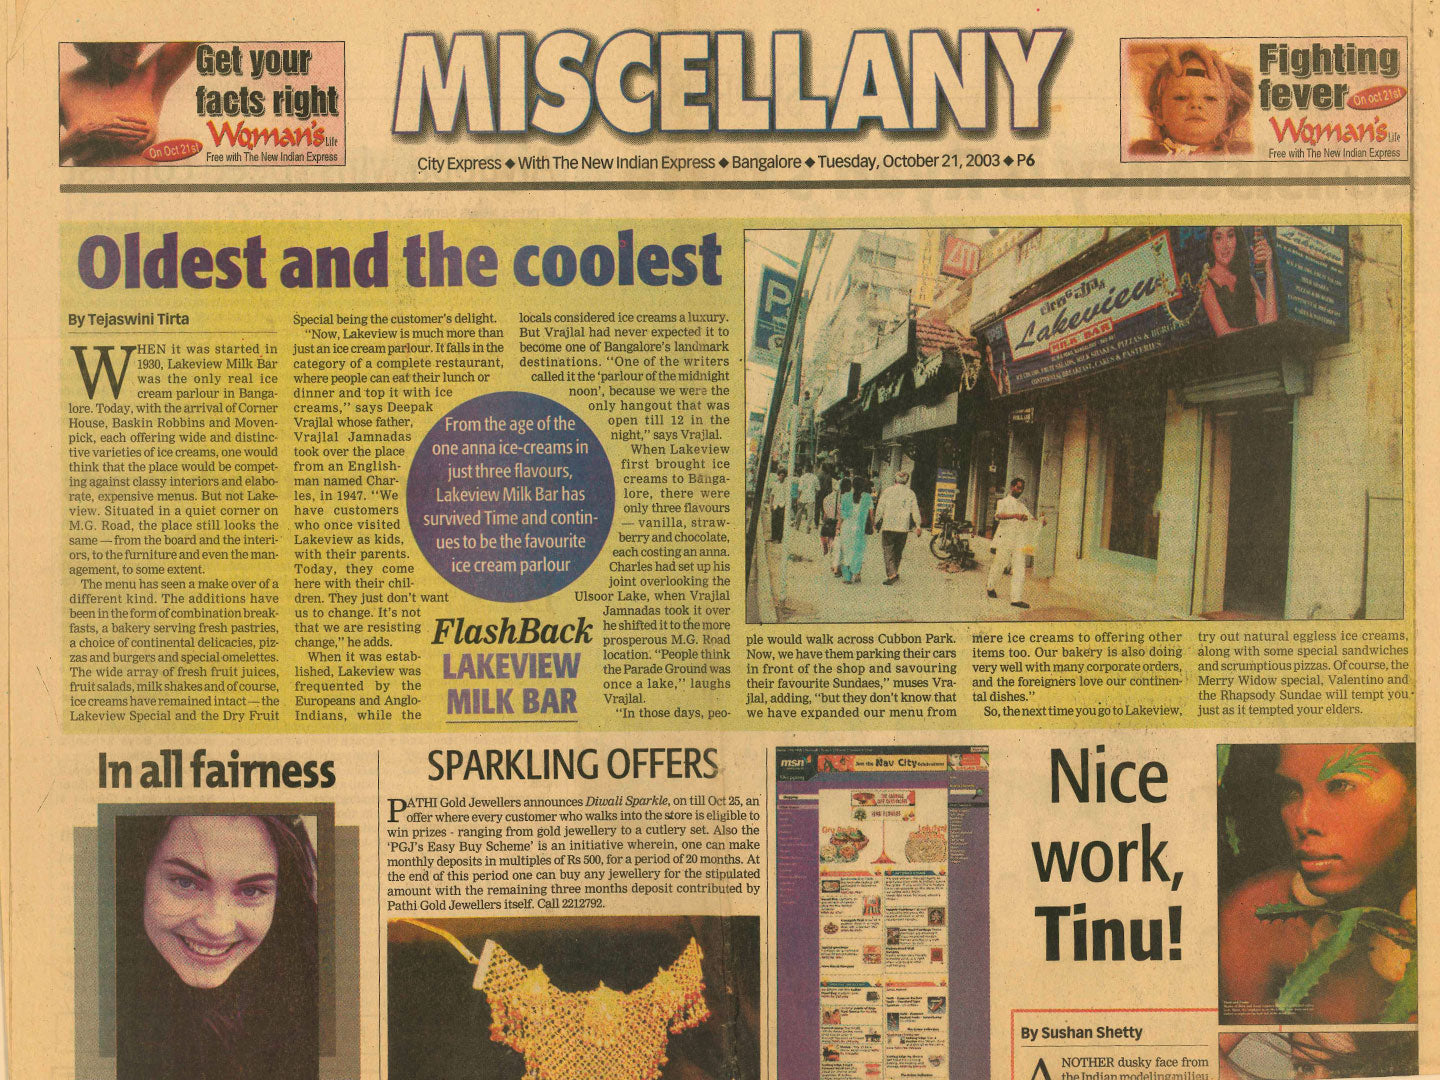 Get your
facts right
On Oct 21st
Woman's Life
Free with The New Indian Express
MISCELLANY
City Express ◆ With The New Indian Express ◆ Bangalore ◆ Tuesday, October 21, 2003 ◆ P6
Fighting
fever
On oct 21st
Woman's Life
Free with The New Indian Express
Oldest and the coolest
By Tejaswini Tirta
WHEN it was started in
1930, Lakeview Milk Bar
was the only real ice
cream parlour in Banga-
lore. Today, with the arrival of Corner
House, Baskin Robbins and Moven-
pick, each offering wide and distinc-
tive varieties of ice creams, one would
think that the place would be compet-
ing against classy interiors and elabo-
rate, expensive menus. But not Lake-
view. Situated in a quiet corner on
M.G. Road, the place still looks the
same — from the board and the interi-
ors, to the furniture and even the man-
agement, to some extent.
The menu has seen a make over of a
different kind. The additions have
been in the form of combination break-
fasts, a bakery serving fresh pastries,
a choice of continental delicacies, piz-
zas and burgers and special omelettes.
The wide array of fresh fruit juices,
fruit salads, milk shakes and of course,
ice creams have remained intact — the
Lakeview Special and the Dry Fruit
Special being the customer's delight.
"Now, Lakeview is much more than
just an ice cream parlour. It falls in the
category of a complete restaurant,
where people can eat their lunch or
dinner and top it with ice
creams," says Deepak
Vrajlal whose father,
Vrajlal Jamnadas
took over the place
from an English-
man named Char-
les, in 1947. "We
have customers
who once visited
Lakeview as kids,
with their parents.
Today, they come
here with their chil-
dren. They just don't want
us to change. It's not
that we are resisting
change," he adds.
When it was estab-
lished, Lakeview was
frequented by the
Europeans and Anglo-
Indians, while the
From the age of the
one anna ice-creams in
just three flavours,
Lakeview Milk Bar has
survived Time and contin-
ues to be the favourite
ice cream parlour
FlashBack
LAKEVIEW
MILK BAR
locals considered ice creams a luxury.
But Vrajlal had never expected it to
become one of Bangalore's landmark
destinations. "One of the writers
called it the 'parlour of the midnight
noon', because we were the
only hangout that was
open till 12 in the
night," says Vrajlal.
When Lakeview
first brought ice
creams to Banga-
lore, there were
only three flavours
— vanilla, straw-
berry and chocolate,
each costing an anna.
Charles had set up his
joint overlooking the
Ulsoor Lake, when Vrajlal
Jamnadas took it over
he shifted it to the more
prosperous M.G. Road
location. "People think
the Parade Ground was
once a lake," laughs
Vrajlal.
"In those days, peo-
P
Lakeview
MILK BAR
Lakeview
ple would walk across Cubbon Park.
Now, we have them parking their cars
in front of the shop and savouring
their favourite Sundaes," muses Vra-
jlal, adding, "but they don't know that
we have expanded our menu from
mere ice creams to offering other
items too. Our bakery is also doing
very well with many corporate orders,
and the foreigners love our continen-
tal dishes."
So, the next time you go to Lakeview,
try out natural eggless ice creams,
along with some special sandwiches
and scrumptious pizzas. Of course, the
Merry Widow special, Valentino and
the Rhapsody Sundae will tempt you
just as it tempted your elders.
In all fairness
SPARKLING OFFERS
PATHI Gold Jewellers announces Diwali Sparkle, on till Oct 25, an
offer where every customer who walks into the store is eligible to
win prizes - ranging from gold jewellery to a cutlery set. Also the
'PGJ's Easy Buy Scheme' is an initiative wherein, one can make
monthly deposits in multiples of Rs 500, for a period of 20 months. At
the end of this period one can buy any jewellery for the stipulated
amount with the remaining three months deposit contributed by
Pathi Gold Jewellers itself. Call 2212792.
msn
Shopping
Join the Nav City Celebrations!
Nice
work,
Tinu!
By Sushan Shetty
ANOTHER dusky face from
the Indian modeling milieu